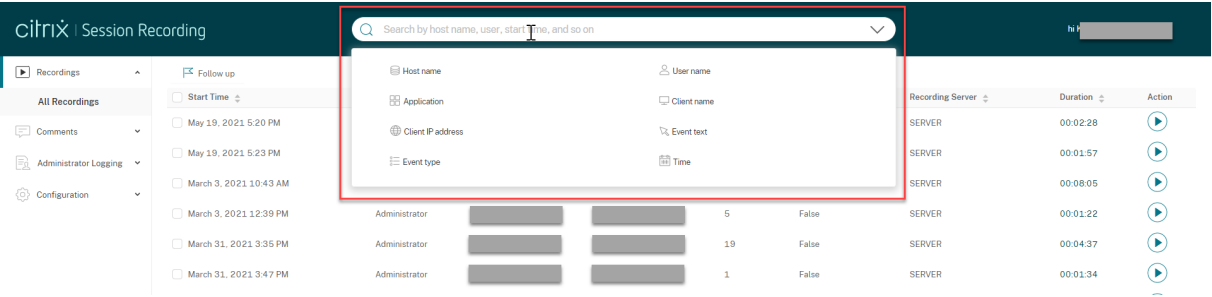 citrix | Session Recording
Search by host name, user, start time, and so on
hi
Recordings
All Recordings
Comments
Administrator Logging
Configuration
Follow up
Host name User name
Application Client name
Client IP address Event text
Event type Time
Start Time Recording Server Duration Action
May 19, 2021 5:20 PM SERVER 00:02:28
May 19, 2021 5:23 PM SERVER 00:01:57
March 3, 2021 10:43 AM SERVER 00:08:05
March 3, 2021 12:39 PM Administrator 5 False SERVER 00:01:22
March 31, 2021 3:35 PM Administrator 19 False SERVER 00:04:37
March 31, 2021 3:47 PM Administrator 1 False SERVER 00:01:34